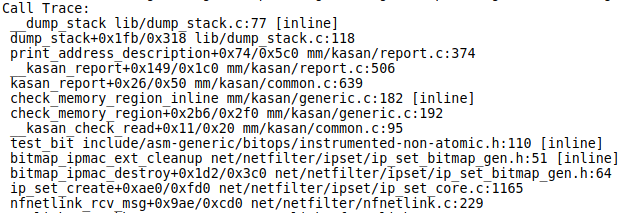 Call Trace:
__dump_stack lib/dump_stack.c:77 [inline]
dump_stack+0x1fb/0x318 lib/dump_stack.c:118
print_address_description+0x74/0x5c0 mm/kasan/report.c:374
__kasan_report+0x149/0x1c0 mm/kasan/report.c:506
kasan_report+0x26/0x50 mm/kasan/common.c:639
check_memory_region_inline mm/kasan/generic.c:182 [inline]
check_memory_region+0x2b6/0x2f0 mm/kasan/generic.c:192
__kasan_check_read+0x11/0x20 mm/kasan/common.c:95
test_bit include/asm-generic/bitops/instrumented-non-atomic.h:110 [inline]
bitmap_ipmac_ext_cleanup net/netfilter/ipset/ip_set_bitmap_gen.h:51 [inline]
bitmap_ipmac_destroy+0x1d2/0x3c0 net/netfilter/ipset/ip_set_bitmap_gen.h:64
ip_set_create+0xae0/0xfd0 net/netfilter/ipset/ip_set_core.c:1165
nfnetlink_rcv_msg+0x9ae/0xcd0 net/netfilter/nfnetlink.c:229